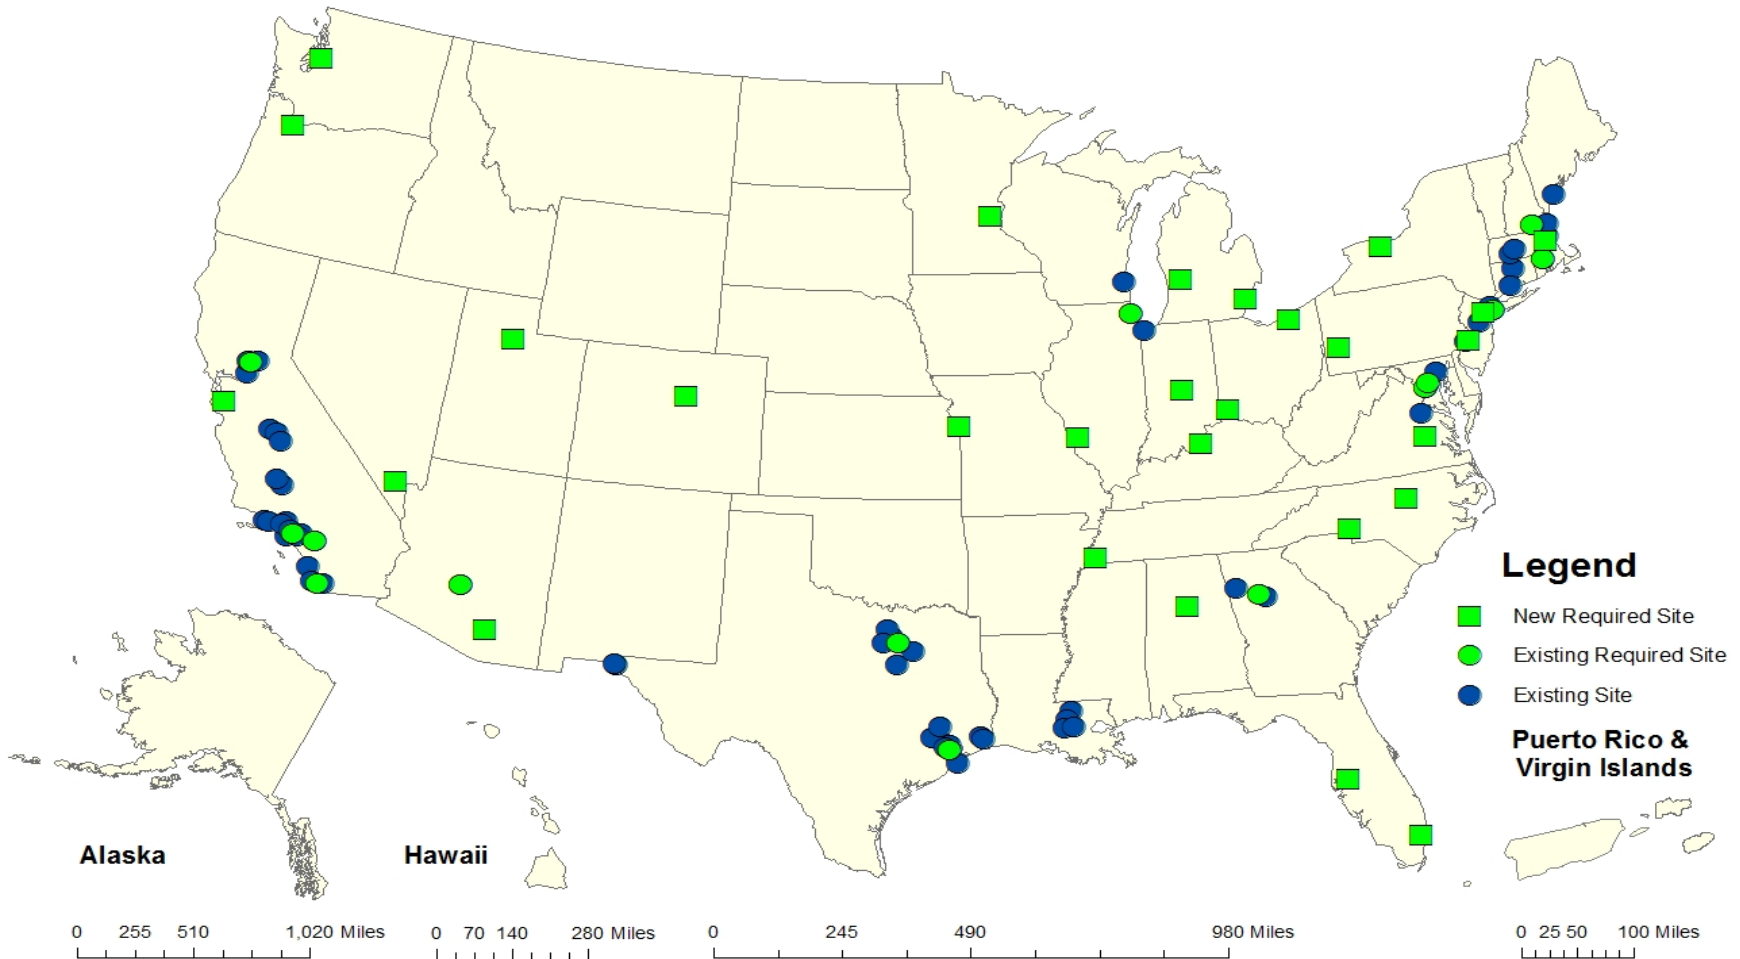 Legend
New Required Site
Existing Required Site
Existing Site
Puerto Rico &
Virgin Islands
Alaska
Hawaii
0 255 510 1,020 Miles
0 70 140 280 Miles
0 245 490 980 Miles
0 25 50 100 Miles